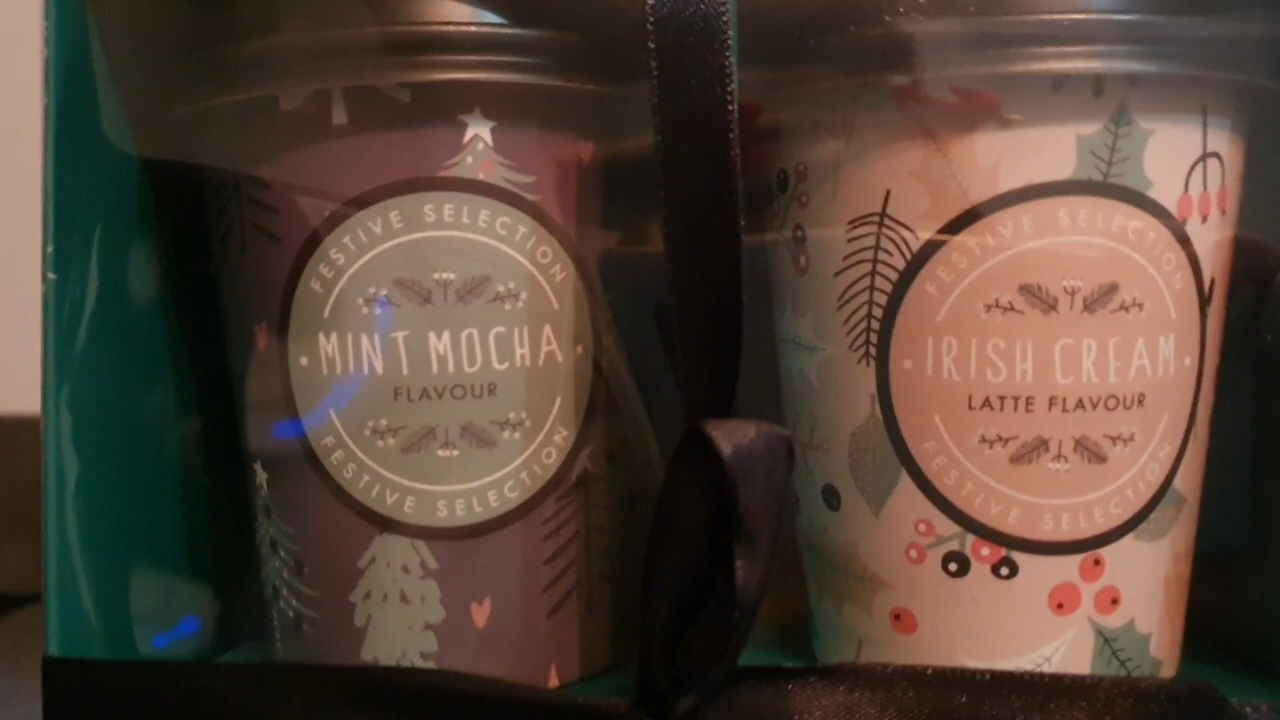 FESTIVE SELECTION
MINT MOCHA
FLAVOUR
FESTIVE SELECTION
FESTIVE SELECTION
IRISH CREAM
LATTE FLAVOUR
FESTIVE SELECTION